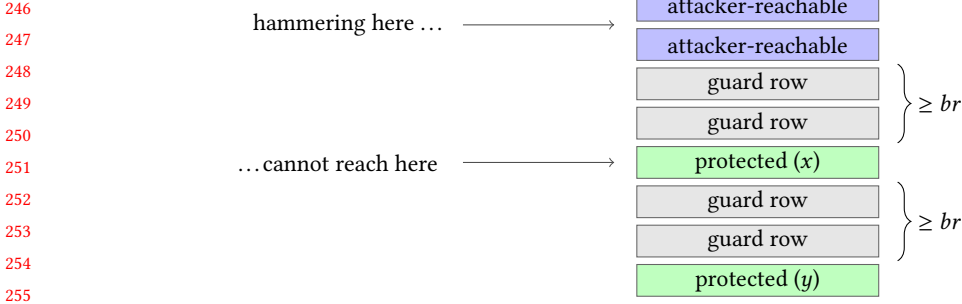 246
attacker-reachable
hammering here …
247
attacker-reachable
248
guard row
249
≥ br
guard row
250
251
…cannot reach here
protected (x)
252
guard row
253
≥ br
guard row
254
protected (y)
255